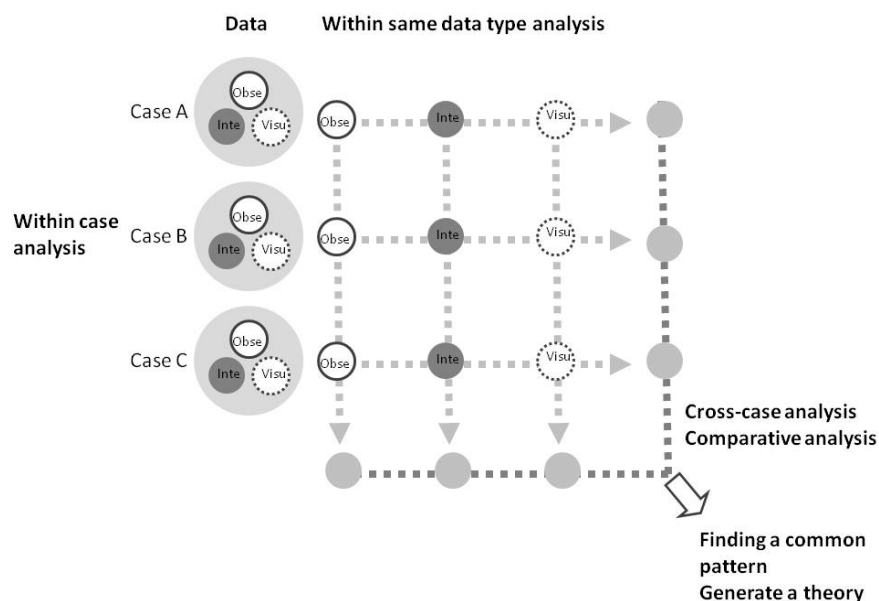 Data
Within same data type analysis
Case A
Obse
Inte
Visu
Obse
Inte
Visu
Within case
analysis
Case B
Obse
Inte
Visu
Obse
Inte
Visu
Case C
Obse
Inte
Visu
Obse
Inte
Visu
Cross-case analysis
Comparative analysis
Finding a common
pattern
Generate a theory